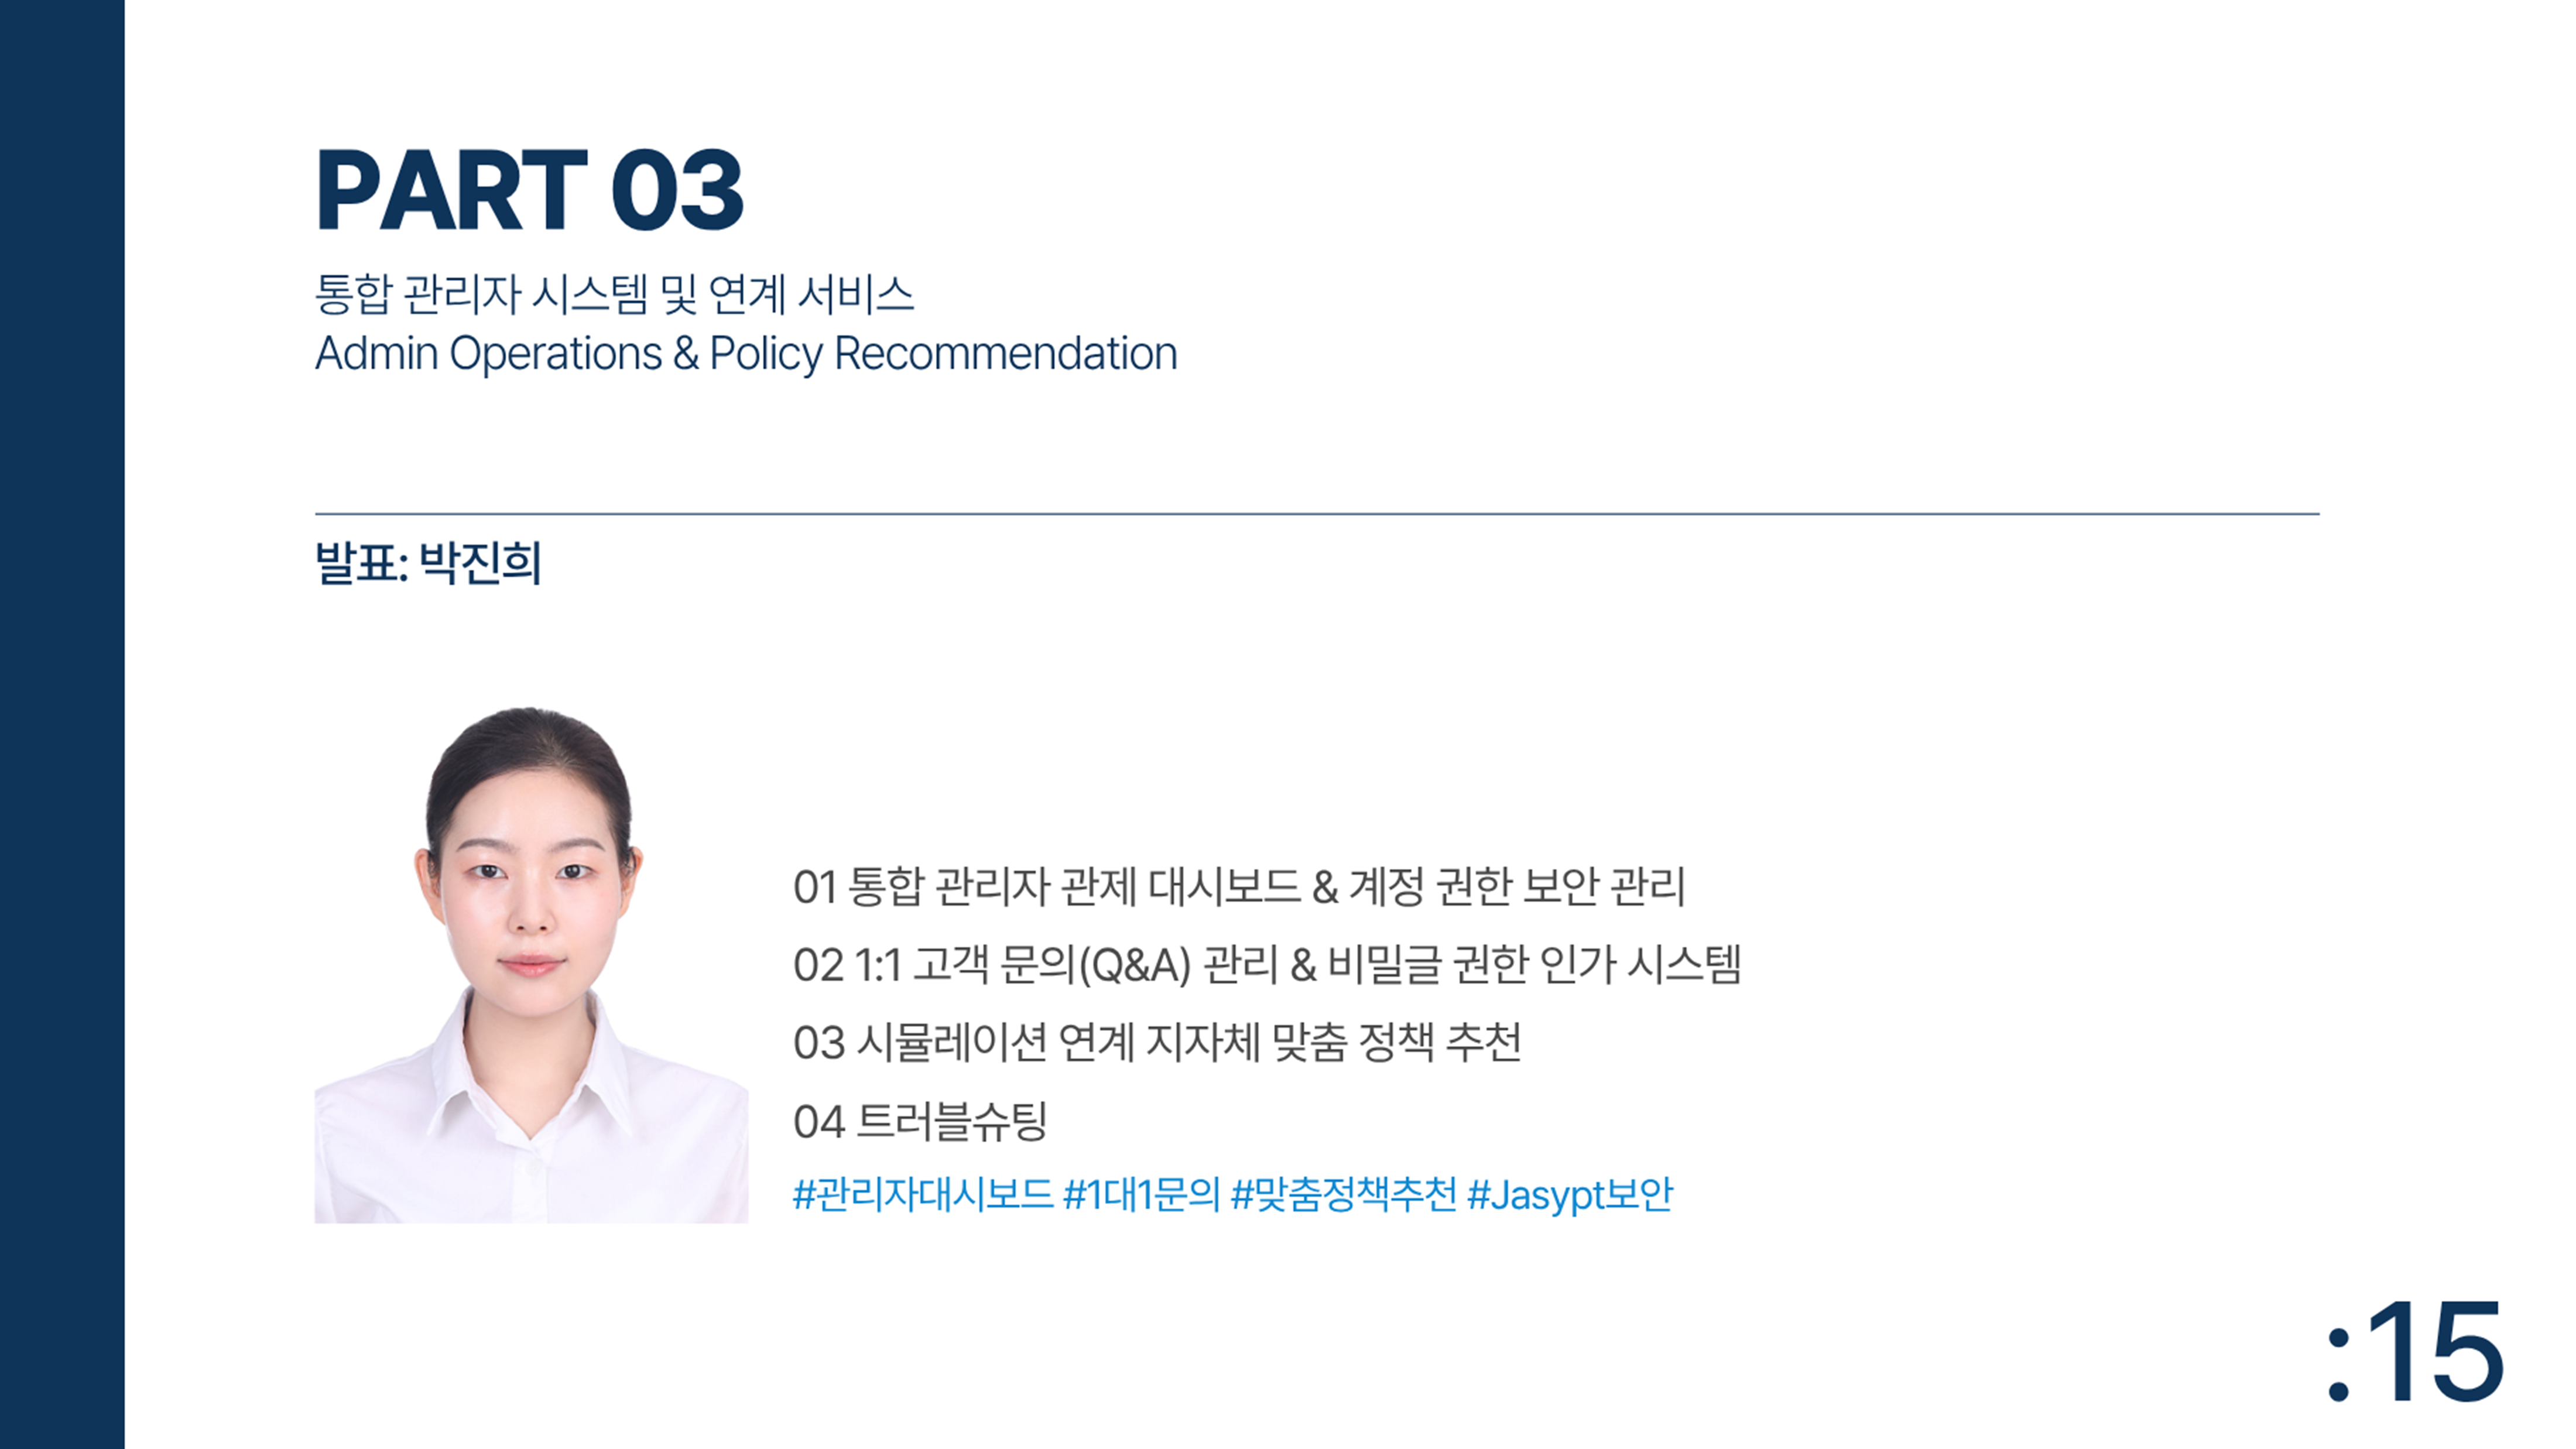 PART 03
통합 관리자 시스템 및 연계 서비스
Admin Operations & Policy Recommendation
발표: 박진희
01 통합 관리자 관제 대시보드 & 계정 권한 보안 관리
02 1:1 고객 문의(Q&A) 관리 & 비밀글 권한 인가 시스템
03 시뮬레이션 연계 지자체 맞춤 정책 추천
04 트러블슈팅
#관리자대시보드 #1대1문의 #맞춤정책추천 #Jasypt보안
:15